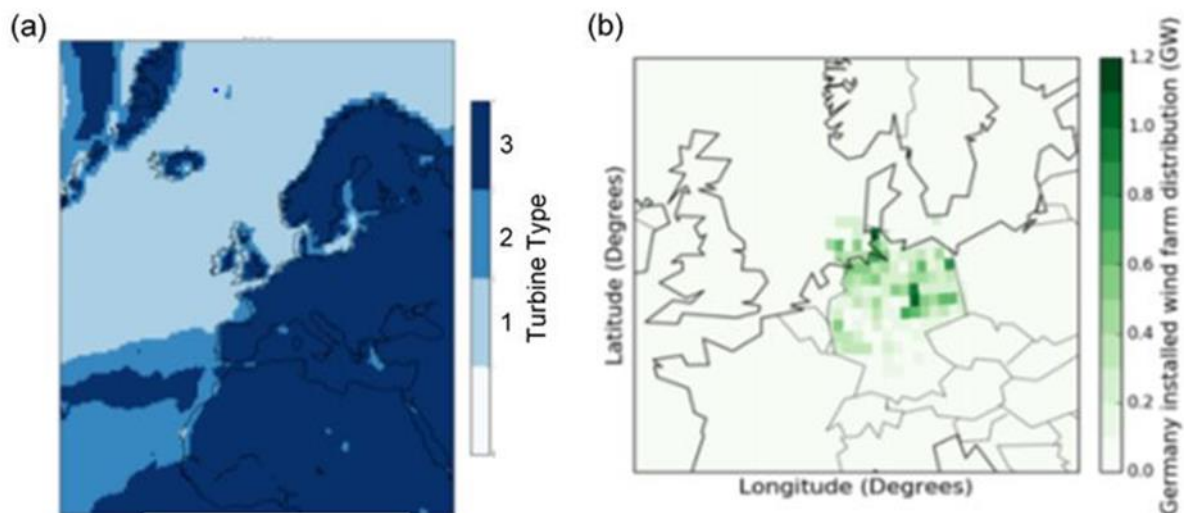 (a)
3
2
1
Turbine Type
(b)
1.2
1.0
0.8
0.6
0.4
0.2
0.0
Germany installed wind farm distribution (GW)
Latitude (Degrees)
Longitude (Degrees)